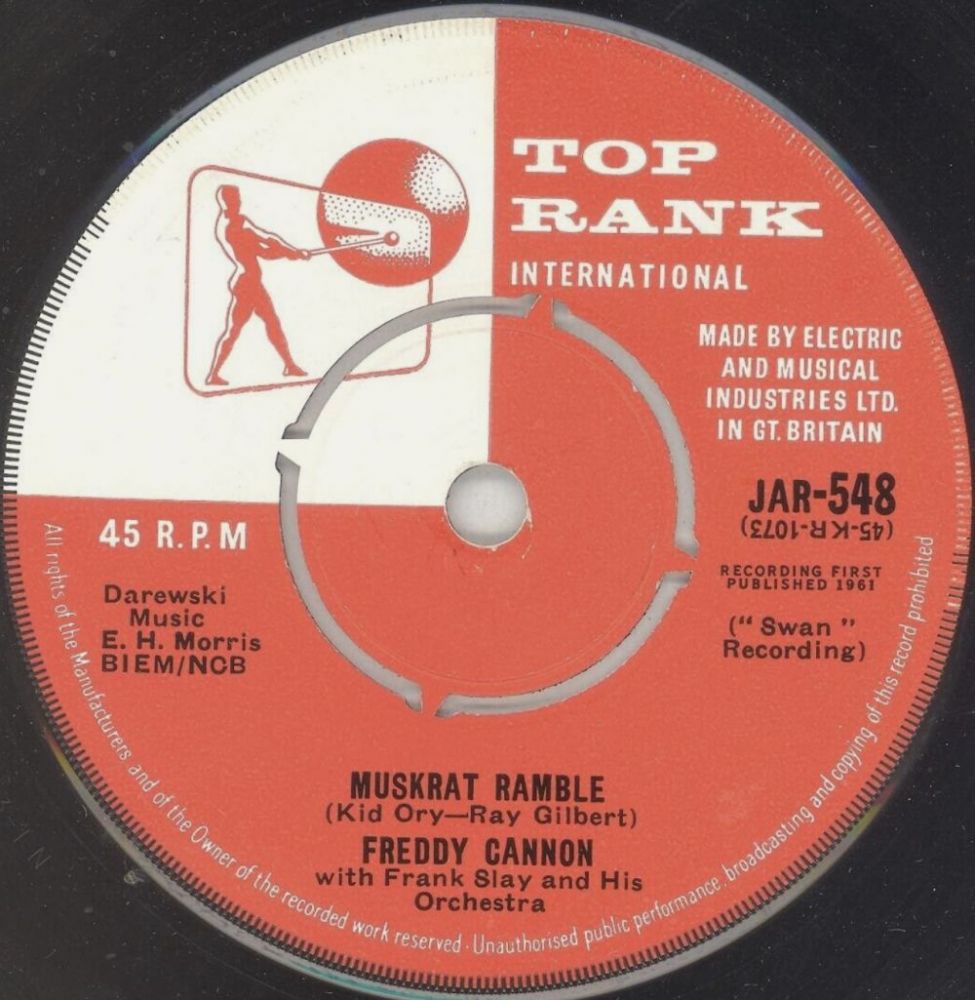 TOP
RANK
INTERNATIONAL
MADE BY ELECTRIC
AND MUSICAL
INDUSTRIES LTD.
IN GT. BRITAIN
JAR-548
(45-KR-1073)
45 R.P.M
RECORDING FIRST
PUBLISHED 1961
Darewski
Music
E. H. Morris
BIEM/NCB
("Swan"
Recording)
MUSKRAT RAMBLE
(Kid Ory—Ray Gilbert)
FREDDY CANNON
with Frank Slay and His
Orchestra
All rights of the Manufacturers and of the Owner of the recorded work reserved · Unauthorised public performance, broadcasting and copying of this record prohibited